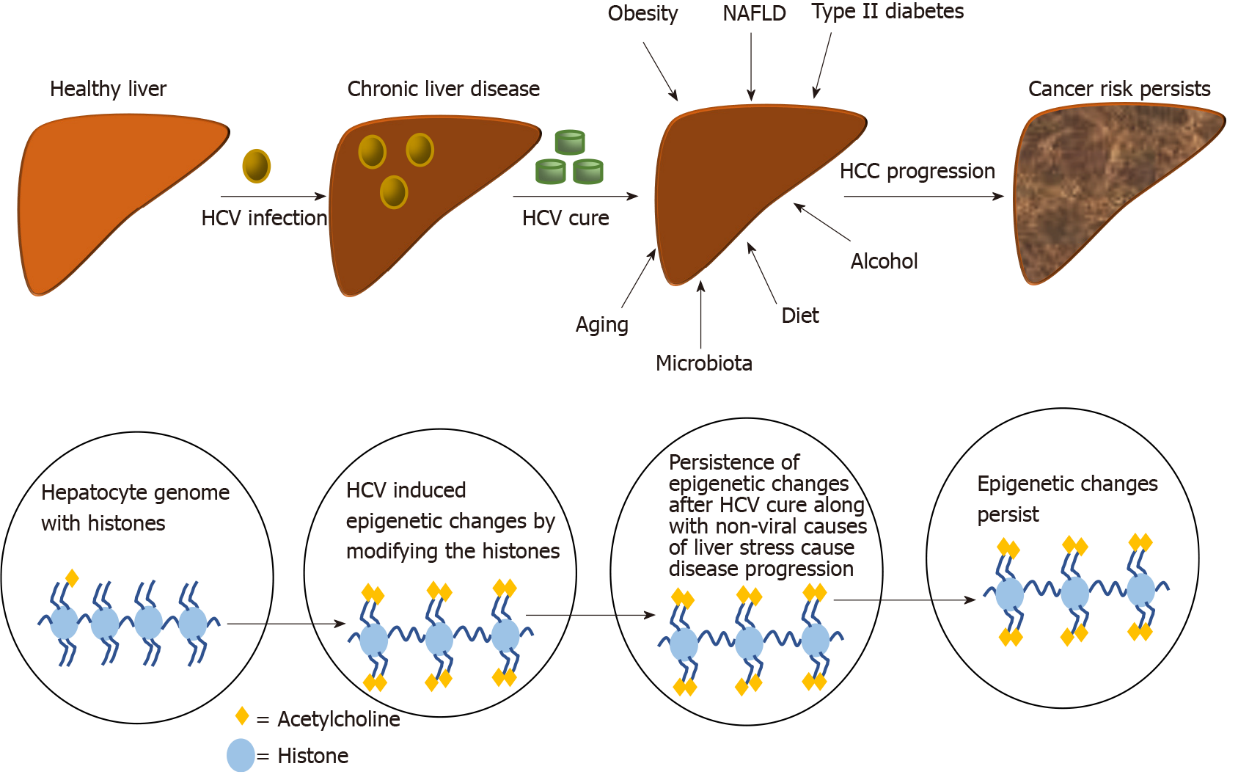 Obesity
NAFLD
Type II diabetes
Healthy liver
Chronic liver disease
Cancer risk persists
HCV infection
HCV cure
HCC progression
Alcohol
Diet
Aging
Microbiota
Hepatocyte genome
with histones
HCV induced
epigenetic changes by
modifying the histones
Persistence of
epigenetic changes
after HCV cure along
with non-viral causes
of liver stress cause
disease progression
Epigenetic changes
persist
= Acetylcholine
= Histone